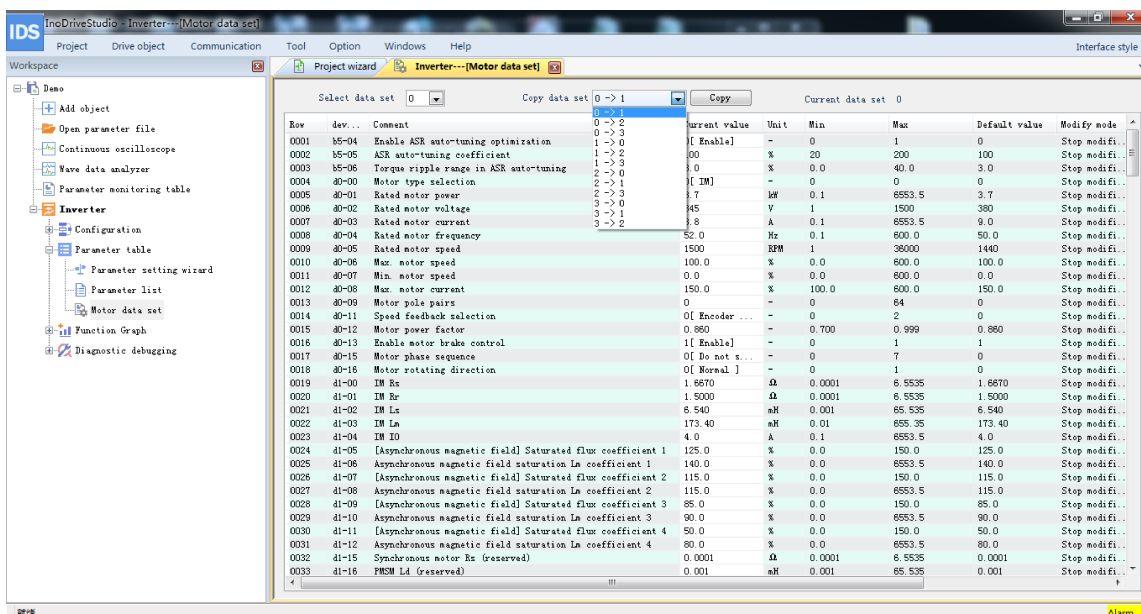 IDS InoDriveStudio - Inverter---[Motor data set]
Project Drive object Communication Tool Option Windows Help Interface style
Workspace
Project wizard Inverter---[Motor data set]
Demo
Add object
Open parameter file
Continuous oscilloscope
Wave data analyzer
Parameter monitoring table
Inverter
Configuration
Parameter table
Parameter setting wizard
Parameter list
Motor data set
Function Graph
Diagnostic debugging
Select data set 0 Copy data set 0 -> 1 Copy Current data set 0
0 -> 1
0 -> 2
0 -> 3
1 -> 0
1 -> 2
1 -> 3
2 -> 0
2 -> 1
2 -> 3
3 -> 0
3 -> 1
3 -> 2
Row dev... Comment urrent value Unit Min Max Default value Modify mode
0001 b5-04 Enable ASR auto-tuning optimization [ Enable] - 0 1 0 Stop modifi..
0002 b5-05 ASR auto-tuning coefficient 00 % 20 200 100 Stop modifi..
0003 b5-06 Torque ripple range in ASR auto-tuning .0 % 0.0 40.0 3.0 Stop modifi..
0004 d0-00 Motor type selection [ IM] - 0 0 0 Stop modifi..
0005 d0-01 Rated motor power .7 kW 0.1 6553.5 3.7 Stop modifi..
0006 d0-02 Rated motor voltage 45 V 1 1500 380 Stop modifi..
0007 d0-03 Rated motor current .8 A 0.1 6553.5 9.0 Stop modifi..
0008 d0-04 Rated motor frequency 52.0 Hz 0.1 600.0 50.0 Stop modifi..
0009 d0-05 Rated motor speed 1500 RPM 1 36000 1440 Stop modifi..
0010 d0-06 Max. motor speed 100.0 % 0.0 600.0 100.0 Stop modifi..
0011 d0-07 Min. motor speed 0.0 % 0.0 600.0 0.0 Stop modifi..
0012 d0-08 Max. motor current 150.0 % 100.0 600.0 150.0 Stop modifi..
0013 d0-09 Motor pole pairs 0 - 0 64 0 Stop modifi..
0014 d0-11 Speed feedback selection 0[ Encoder ... - 0 2 0 Stop modifi..
0015 d0-12 Motor power factor 0.860 - 0.700 0.999 0.860 Stop modifi..
0016 d0-13 Enable motor brake control 1[ Enable] - 0 1 1 Stop modifi..
0017 d0-15 Motor phase sequence 0[ Do not s... - 0 7 0 Stop modifi..
0018 d0-16 Motor rotating direction 0[ Normal ] - 0 1 0 Stop modifi..
0019 d1-00 IM Rs 1.6670 Ω 0.0001 6.5535 1.6670 Stop modifi..
0020 d1-01 IM Rr 1.5000 Ω 0.0001 6.5535 1.5000 Stop modifi..
0021 d1-02 IM Ls 6.540 mH 0.001 65.535 6.540 Stop modifi..
0022 d1-03 IM Lm 173.40 mH 0.01 655.35 173.40 Stop modifi..
0023 d1-04 IM IO 4.0 A 0.1 6553.5 4.0 Stop modifi..
0024 d1-05 [Asynchronous magnetic field] Saturated flux coefficient 1 125.0 % 0.0 150.0 125.0 Stop modifi..
0025 d1-06 Asynchronous magnetic field saturation Lm coefficient 1 140.0 % 0.0 6553.5 140.0 Stop modifi..
0026 d1-07 [Asynchronous magnetic field] Saturated flux coefficient 2 115.0 % 0.0 150.0 115.0 Stop modifi..
0027 d1-08 Asynchronous magnetic field saturation Lm coefficient 2 115.0 % 0.0 6553.5 115.0 Stop modifi..
0028 d1-09 [Asynchronous magnetic field] Saturated flux coefficient 3 85.0 % 0.0 150.0 85.0 Stop modifi..
0029 d1-10 Asynchronous magnetic field saturation Lm coefficient 3 90.0 % 0.0 6553.5 90.0 Stop modifi..
0030 d1-11 [Asynchronous magnetic field] Saturated flux coefficient 4 50.0 % 0.0 150.0 50.0 Stop modifi..
0031 d1-12 Asynchronous magnetic field saturation Lm coefficient 4 80.0 % 0.0 6553.5 80.0 Stop modifi..
0032 d1-15 Synchronous motor Rs (reserved) 0.0001 Ω 0.0001 6.5535 0.0001 Stop modifi..
0033 d1-16 PMSM Ld (reserved) 0.001 mH 0.001 65.535 0.001 Stop modifi..
就绪 Alarm